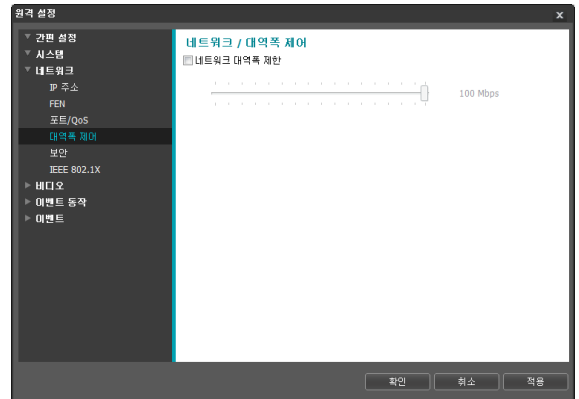 원격 설정
x
간편 설정
시스템
네트워크
IP 주소
FEN
포트/QoS
대역폭 제어
보안
IEEE 802.1X
비디오
이벤트 동작
이벤트
네트워크 / 대역폭 제어
네트워크 대역폭 제한
100 Mbps
확인
취소
적용